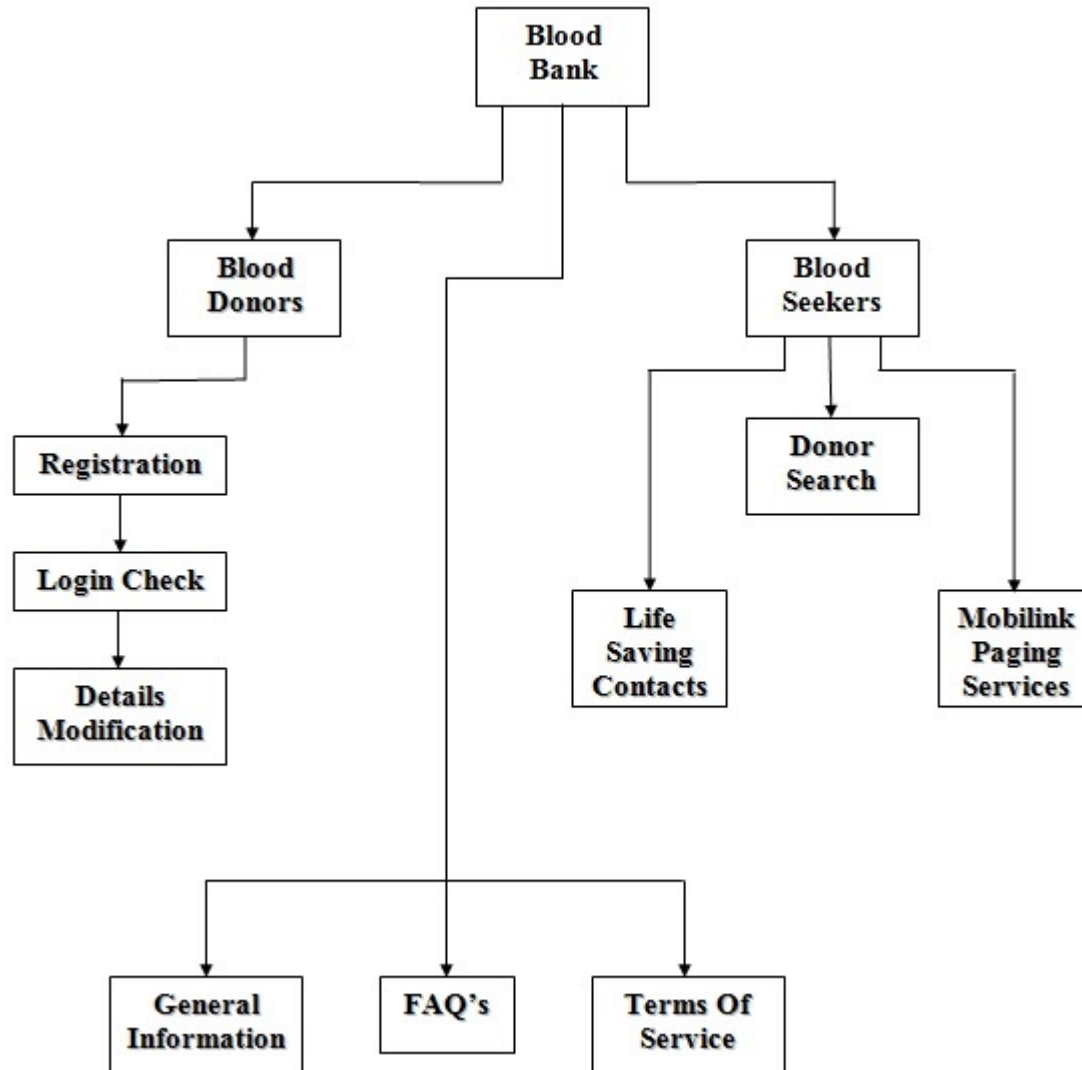 Blood
Bank
Blood
Donors
Blood
Seekers
Registration
Donor
Search
Login Check
Life
Saving
Contacts
Mobilink
Paging
Services
Details
Modification
General
Information
FAQ’s
Terms Of
Service